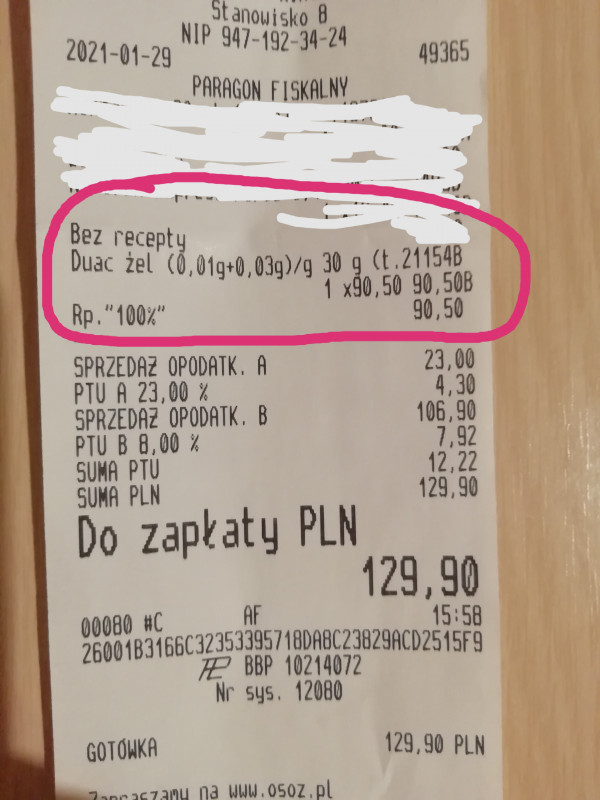 Stanowisko 8
NIP 947-192-34-24
2021-01-29 49365
PARAGON FISKALNY
Bez recepty
Duac żel (0,01g+0,03g)/g 30 g (t.21154B
1 x90,50 90,50B
Rp."100%" 90,50
SPRZEDAŻ OPODATK. A 23,00
PTU A 23,00 % 4,30
SPRZEDAŻ OPODATK. B 106,90
PTU B 8,00 % 7,92
SUMA PTU 12,22
SUMA PLN 129,90
Do zapłaty PLN
129,90
00080 #C AF 15:58
26001B3166C32353395718DA8C23829ACD2515F9
BBP 10214072
Nr sys. 12080
GOTÓWKA 129,90 PLN
Zapraszamy na www.osoz.pl